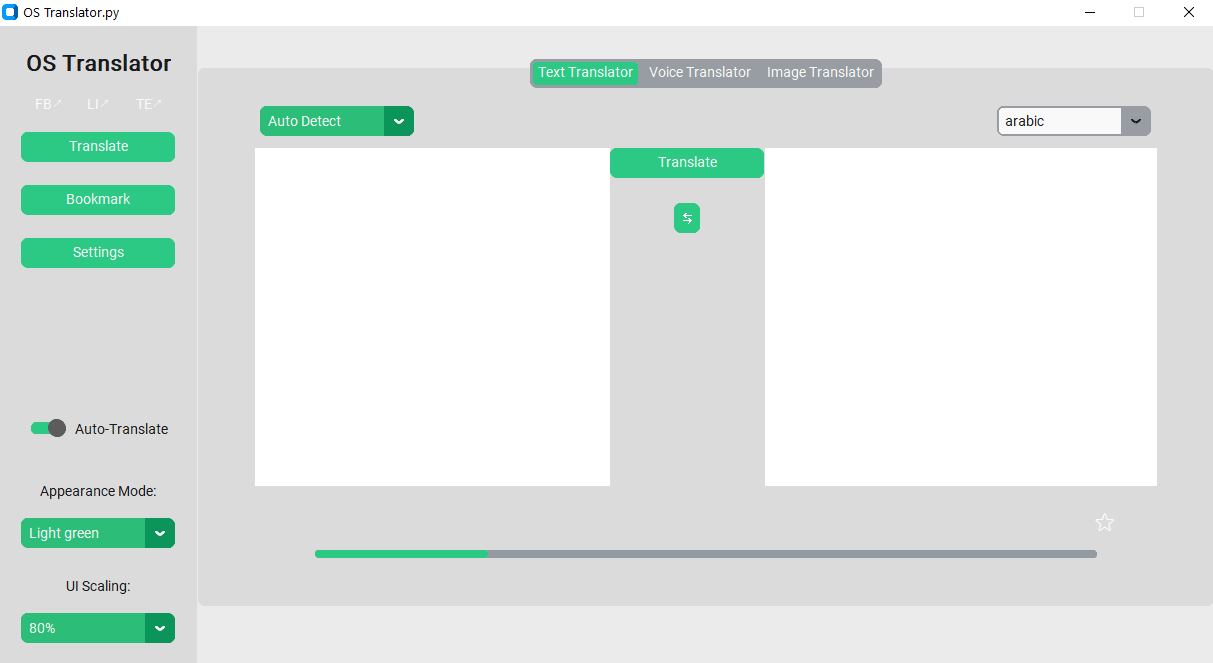 OS Translator.py
OS Translator
FB↗ LI↗ TE↗
Translate
Bookmark
Settings
Auto-Translate
Appearance Mode:
Light green
UI Scaling:
80%
Text Translator Voice Translator Image Translator
Auto Detect
arabic
Translate